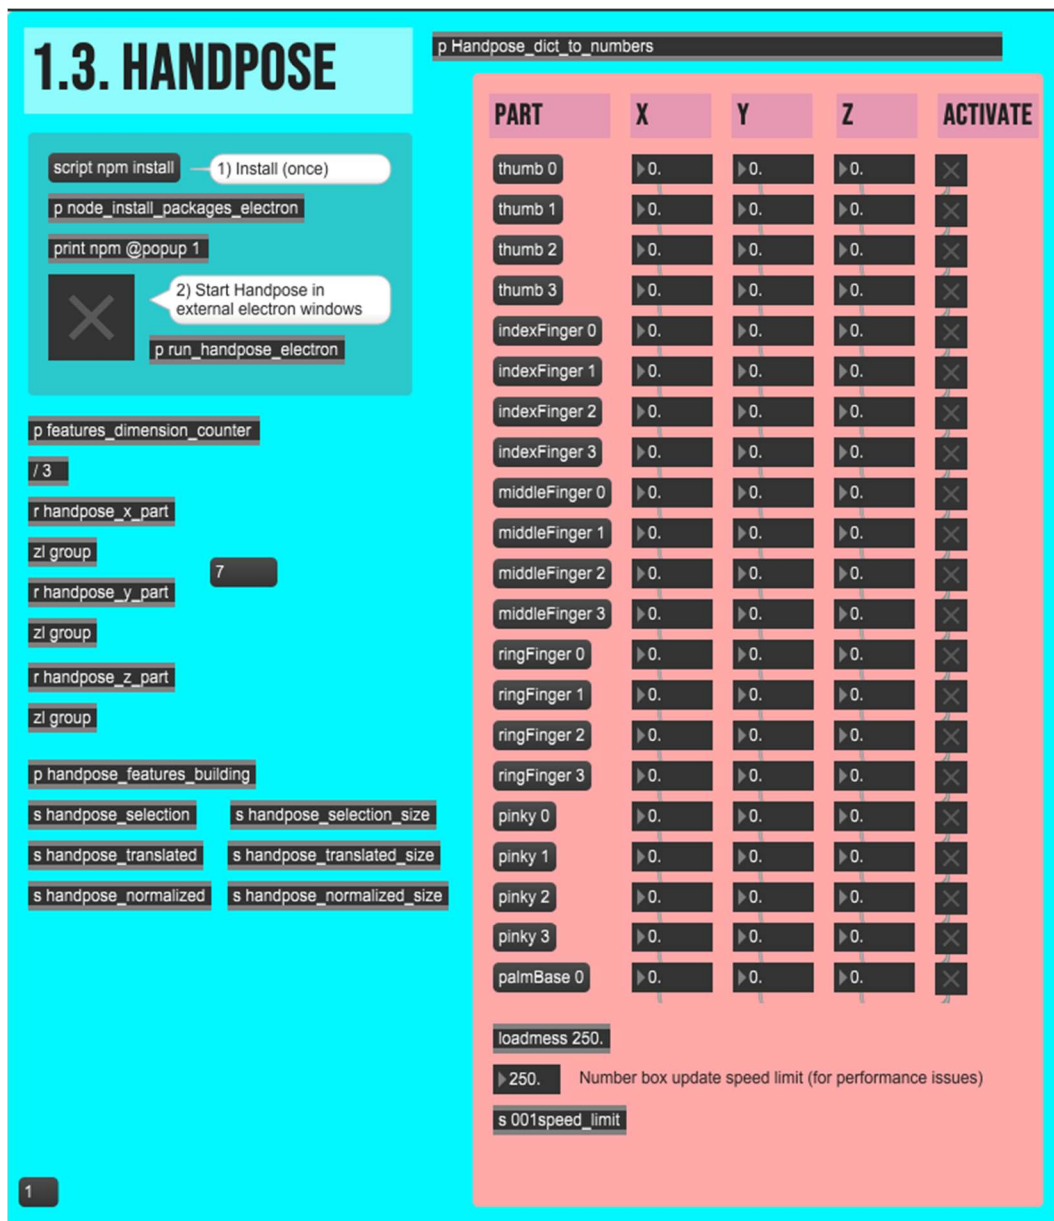 1.3. HANDPOSE
script npm install
1) Install (once)
p node_install_packages_electron
print npm @popup 1
2) Start Handpose in
external electron windows
p run_handpose_electron
p features_dimension_counter
/ 3
r handpose_x_part
zl group
7
r handpose_y_part
zl group
r handpose_z_part
zl group
p handpose_features_building
s handpose_selection s handpose_selection_size
s handpose_translated s handpose_translated_size
s handpose_normalized s handpose_normalized_size
1
p Handpose_dict_to_numbers
PART X Y Z ACTIVATE
thumb 0 0. 0. 0.
thumb 1 0. 0. 0.
thumb 2 0. 0. 0.
thumb 3 0. 0. 0.
indexFinger 0 0. 0. 0.
indexFinger 1 0. 0. 0.
indexFinger 2 0. 0. 0.
indexFinger 3 0. 0. 0.
middleFinger 0 0. 0. 0.
middleFinger 1 0. 0. 0.
middleFinger 2 0. 0. 0.
middleFinger 3 0. 0. 0.
ringFinger 0 0. 0. 0.
ringFinger 1 0. 0. 0.
ringFinger 2 0. 0. 0.
ringFinger 3 0. 0. 0.
pinky 0 0. 0. 0.
pinky 1 0. 0. 0.
pinky 2 0. 0. 0.
pinky 3 0. 0. 0.
palmBase 0 0. 0. 0.
loadmess 250.
250. Number box update speed limit (for performance issues)
s 001speed_limit